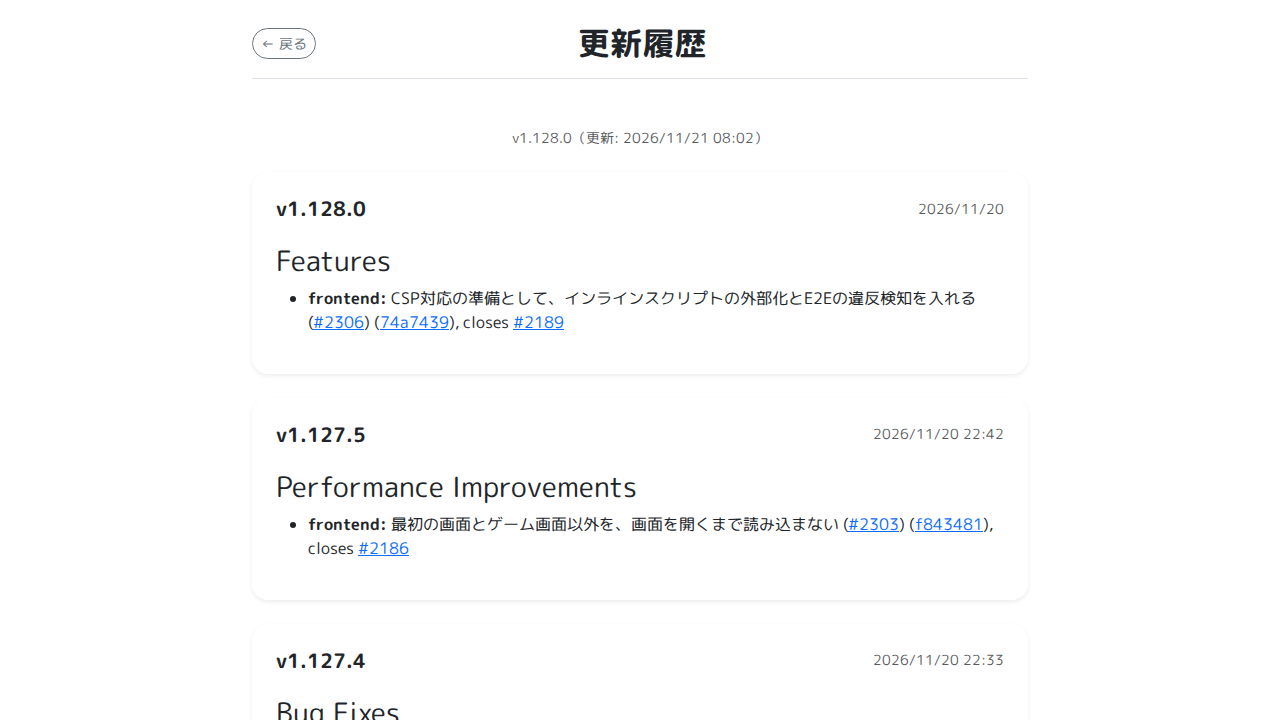 ← 戻る
更新履歴
v1.128.0（更新: 2026/11/21 08:02）
v1.128.0
2026/11/20
Features
frontend: CSP対応の準備として、インラインスクリプトの外部化とE2Eの違反検知を入れる
(#2306) (74a7439), closes #2189
v1.127.5
2026/11/20 22:42
Performance Improvements
frontend: 最初の画面とゲーム画面以外を、画面を開くまで読み込まない (#2303) (f843481),
closes #2186
v1.127.4
2026/11/20 22:33
Bug Fixes